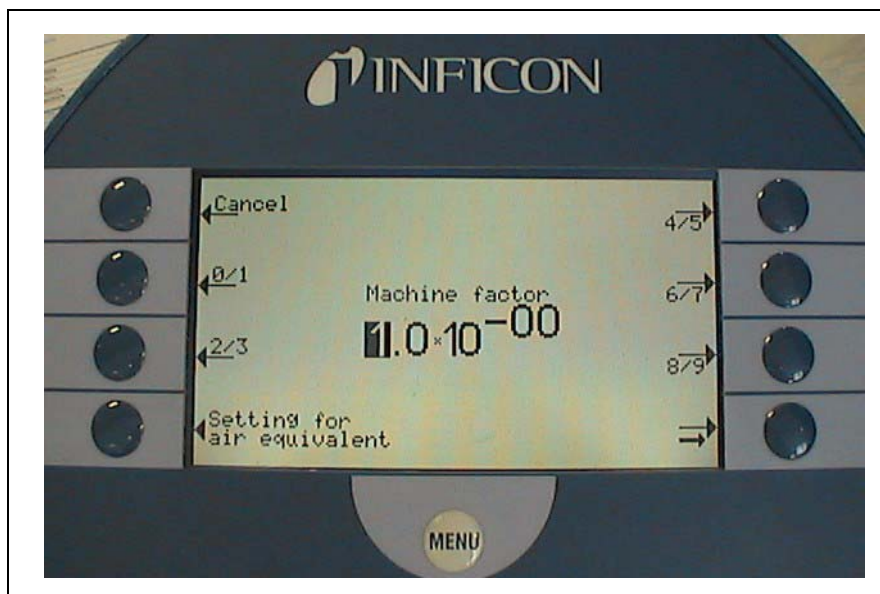 INFICON
Cancel
4/5
0/1
6/7
Machine factor
1.0×10⁻⁰⁰
2/3
8/9
Setting for
air equivalent
MENU